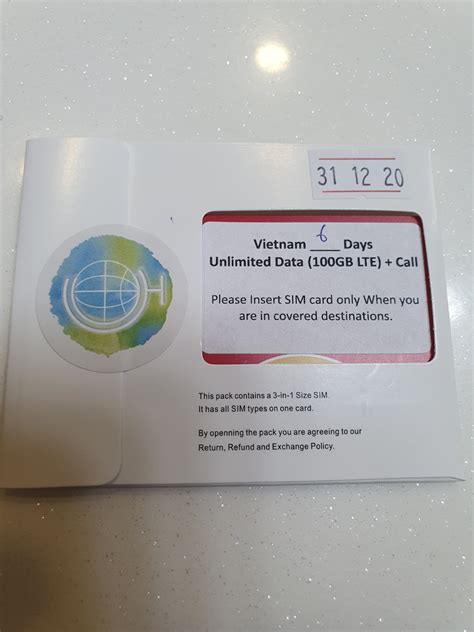 31 12 20
Vietnam 6 Days
Unlimited Data (100GB LTE) + Call
Please Insert SIM card only When you
are in covered destinations.
This pack contains a 3-in-1 Size SIM.
It has all SIM types on one card.
By openning the pack you are agreeing to our
Return, Refund and Exchange Policy.